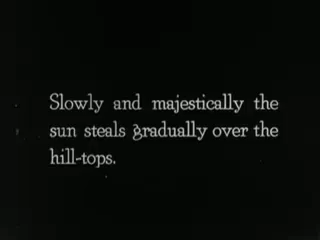 Slowly and majestically the
sun steals gradually over the
hill-tops.